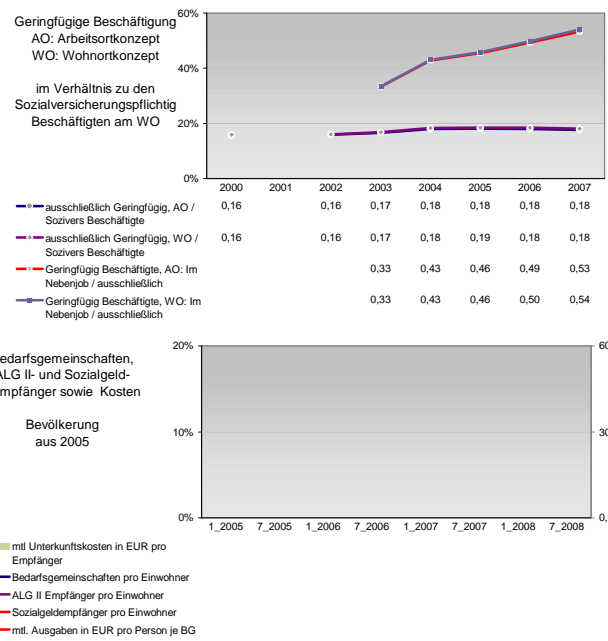 Geringfügige Beschäftigung
AO: Arbeitsortkonzept
WO: Wohnortkonzept
im Verhältnis zu den
Sozialversicherungspflichtig
Beschäftigten am WO
60%
40%
20%
0%
2000 2001 2002 2003 2004 2005 2006 2007
ausschließlich Geringfügig, AO / Sozivers Beschäftigte 0,16 0,16 0,17 0,18 0,18 0,18 0,18
ausschließlich Geringfügig, WO / Sozivers Beschäftigte 0,16 0,16 0,17 0,18 0,19 0,18 0,18
Geringfügig Beschäftigte, AO: Im Nebenjob / ausschließlich 0,33 0,43 0,46 0,49 0,53
Geringfügig Beschäftigte, WO: Im Nebenjob / ausschließlich 0,33 0,43 0,46 0,50 0,54
edarfsgemeinschaften,
ALG II- und Sozialgeld-
mpfänger sowie Kosten
Bevölkerung
aus 2005
20%
10%
0%
60
30
0,
1_2005 7_2005 1_2006 7_2006 1_2007 7_2007 1_2008 7_2008
mtl Unterkunftskosten in EUR pro
Empfänger
Bedarfsgemeinschaften pro Einwohner
ALG II Empfänger pro Einwohner
Sozialgeldempfänger pro Einwohner
mtl. Ausgaben in EUR pro Person je BG